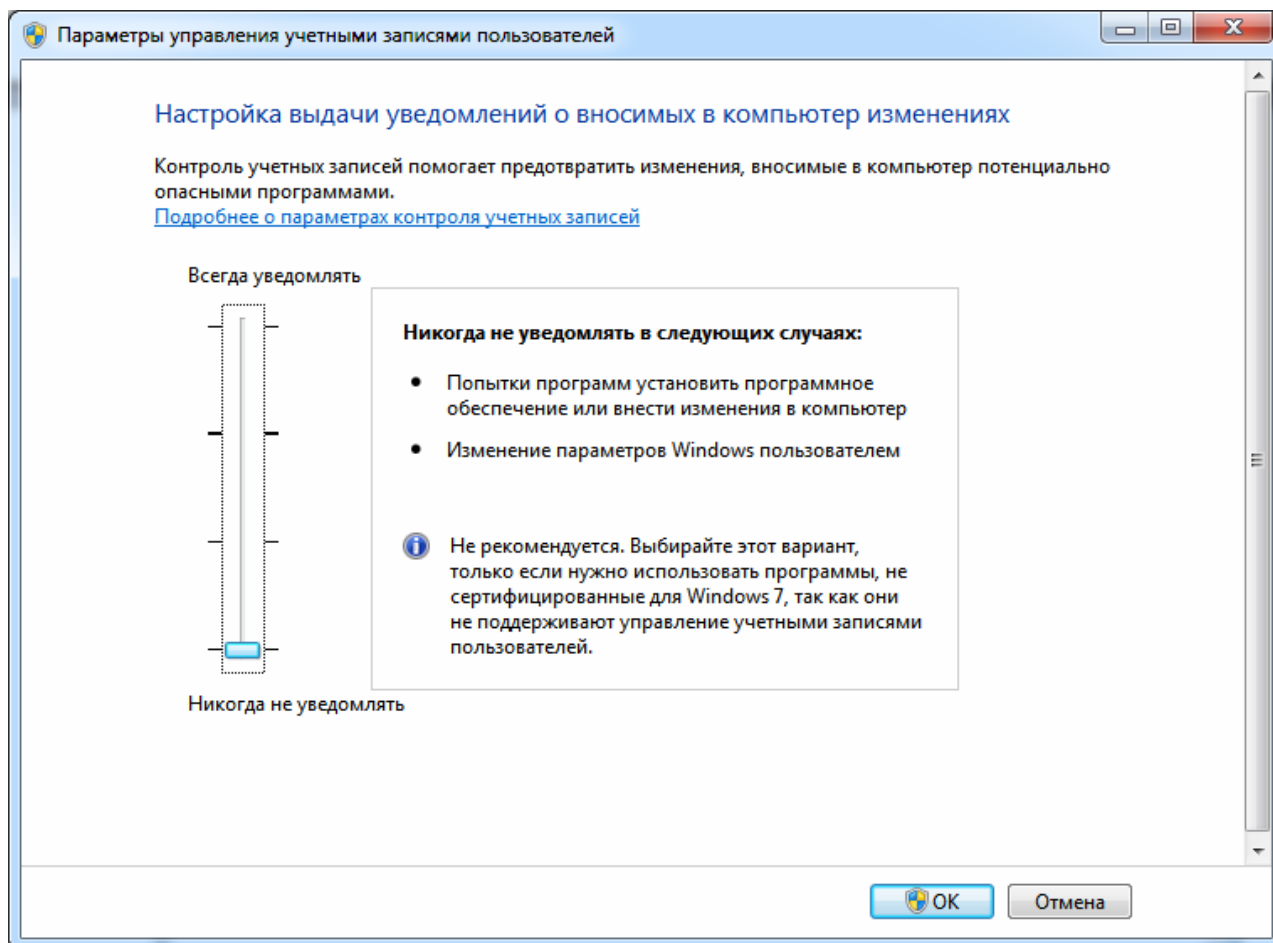 Параметры управления учетными записями пользователей
Настройка выдачи уведомлений о вносимых в компьютер изменениях
Контроль учетных записей помогает предотвратить изменения, вносимые в компьютер потенциально
опасными программами.
Подробнее о параметрах контроля учетных записей
Всегда уведомлять
Никогда не уведомлять в следующих случаях:
Попытки программ установить программное
обеспечение или внести изменения в компьютер
Изменение параметров Windows пользователем
Не рекомендуется. Выбирайте этот вариант,
только если нужно использовать программы, не
сертифицированные для Windows 7, так как они
не поддерживают управление учетными записями
пользователей.
Никогда не уведомлять
OK
Отмена